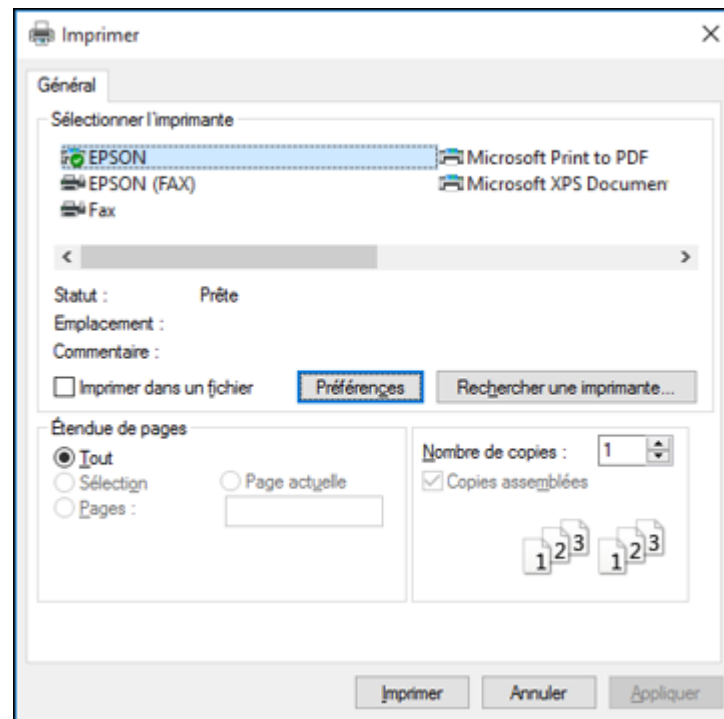 Imprimer
Général
Sélectionner l'imprimante
EPSON
Microsoft Print to PDF
EPSON (FAX)
Microsoft XPS Documen
Fax
Statut : Prête
Emplacement :
Commentaire :
Imprimer dans un fichier
Préférences
Rechercher une imprimante...
Étendue de pages
Tout
Sélection
Page actuelle
Pages :
Nombre de copies : 1
Copies assemblées
1 2 3 1 2 3
Imprimer
Annuler
Appliquer